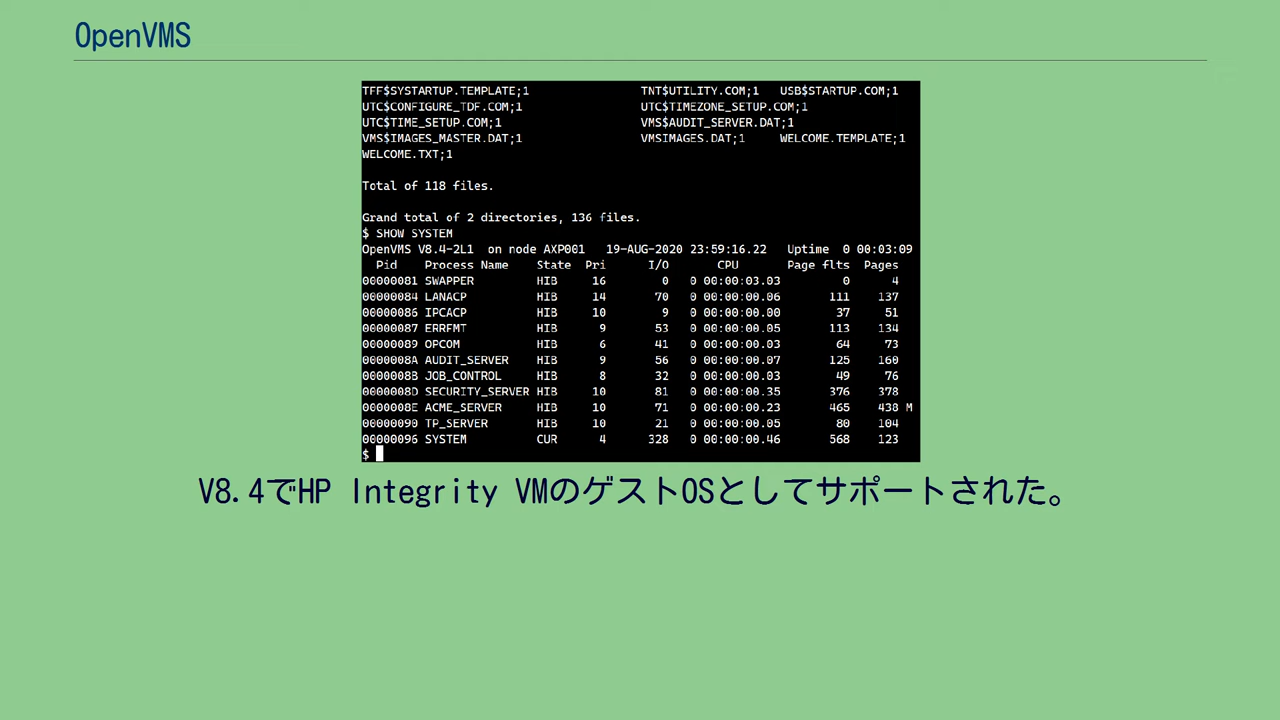 OpenVMS
TFF$SYSTARTUP.TEMPLATE;1 TNT$UTILITY.COM;1 USB$STARTUP.COM;1
UTC$CONFIGURE_TDF.COM;1 UTC$TIMEZONE_SETUP.COM;1
UTC$TIME_SETUP.COM;1 VMS$AUDIT_SERVER.DAT;1
VMS$IMAGES_MASTER.DAT;1 VMSIMAGES.DAT;1 WELCOME.TEMPLATE;1
WELCOME.TXT;1
Total of 118 files.
Grand total of 2 directories, 136 files.
$ SHOW SYSTEM
OpenVMS V8.4-2L1 on node AXP001 19-AUG-2020 23:59:16.22 Uptime 0 00:03:09
Pid Process Name State Pri I/O CPU Page flts Pages
00000081 SWAPPER HIB 16 0 0 00:00:03.03 0 4
00000084 LANACP HIB 14 70 0 00:00:00.06 111 137
00000086 IPCACP HIB 10 9 0 00:00:00.00 37 51
00000087 ERRFMT HIB 9 53 0 00:00:00.05 113 134
00000089 OPCOM HIB 6 41 0 00:00:00.03 64 73
0000008A AUDIT_SERVER HIB 9 56 0 00:00:00.07 125 160
0000008B JOB_CONTROL HIB 8 32 0 00:00:00.03 49 76
0000008D SECURITY_SERVER HIB 10 81 0 00:00:00.35 376 378
0000008E ACME_SERVER HIB 10 71 0 00:00:00.23 465 438 M
00000090 TP_SERVER HIB 10 21 0 00:00:00.05 80 104
00000096 SYSTEM CUR 4 328 0 00:00:00.46 568 123
$
V8.4でHP Integrity VMのゲストOSとしてサポートされた。